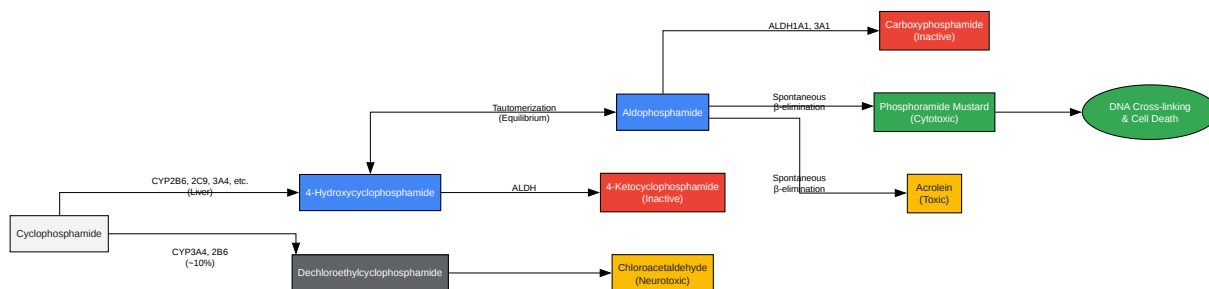 ALDH1A1, 3A1
Carboxyphosphamide
(Inactive)
Tautomerization
(Equilibrium)
Aldophosphamide
Spontaneous
β-elimination
Phosphoramide Mustard
(Cytotoxic)
DNA Cross-linking
& Cell Death
CYP2B6, 2C9, 3A4, etc.
(Liver)
4-Hydroxycyclophosphamide
ALDH
4-Ketocyclophosphamide
(Inactive)
Spontaneous
β-elimination
Acrolein
(Toxic)
Cyclophosphamide
CYP3A4, 2B6
(~10%)
Dechloroethylcyclophosphamide
Chloroacetaldehyde
(Neurotoxic)